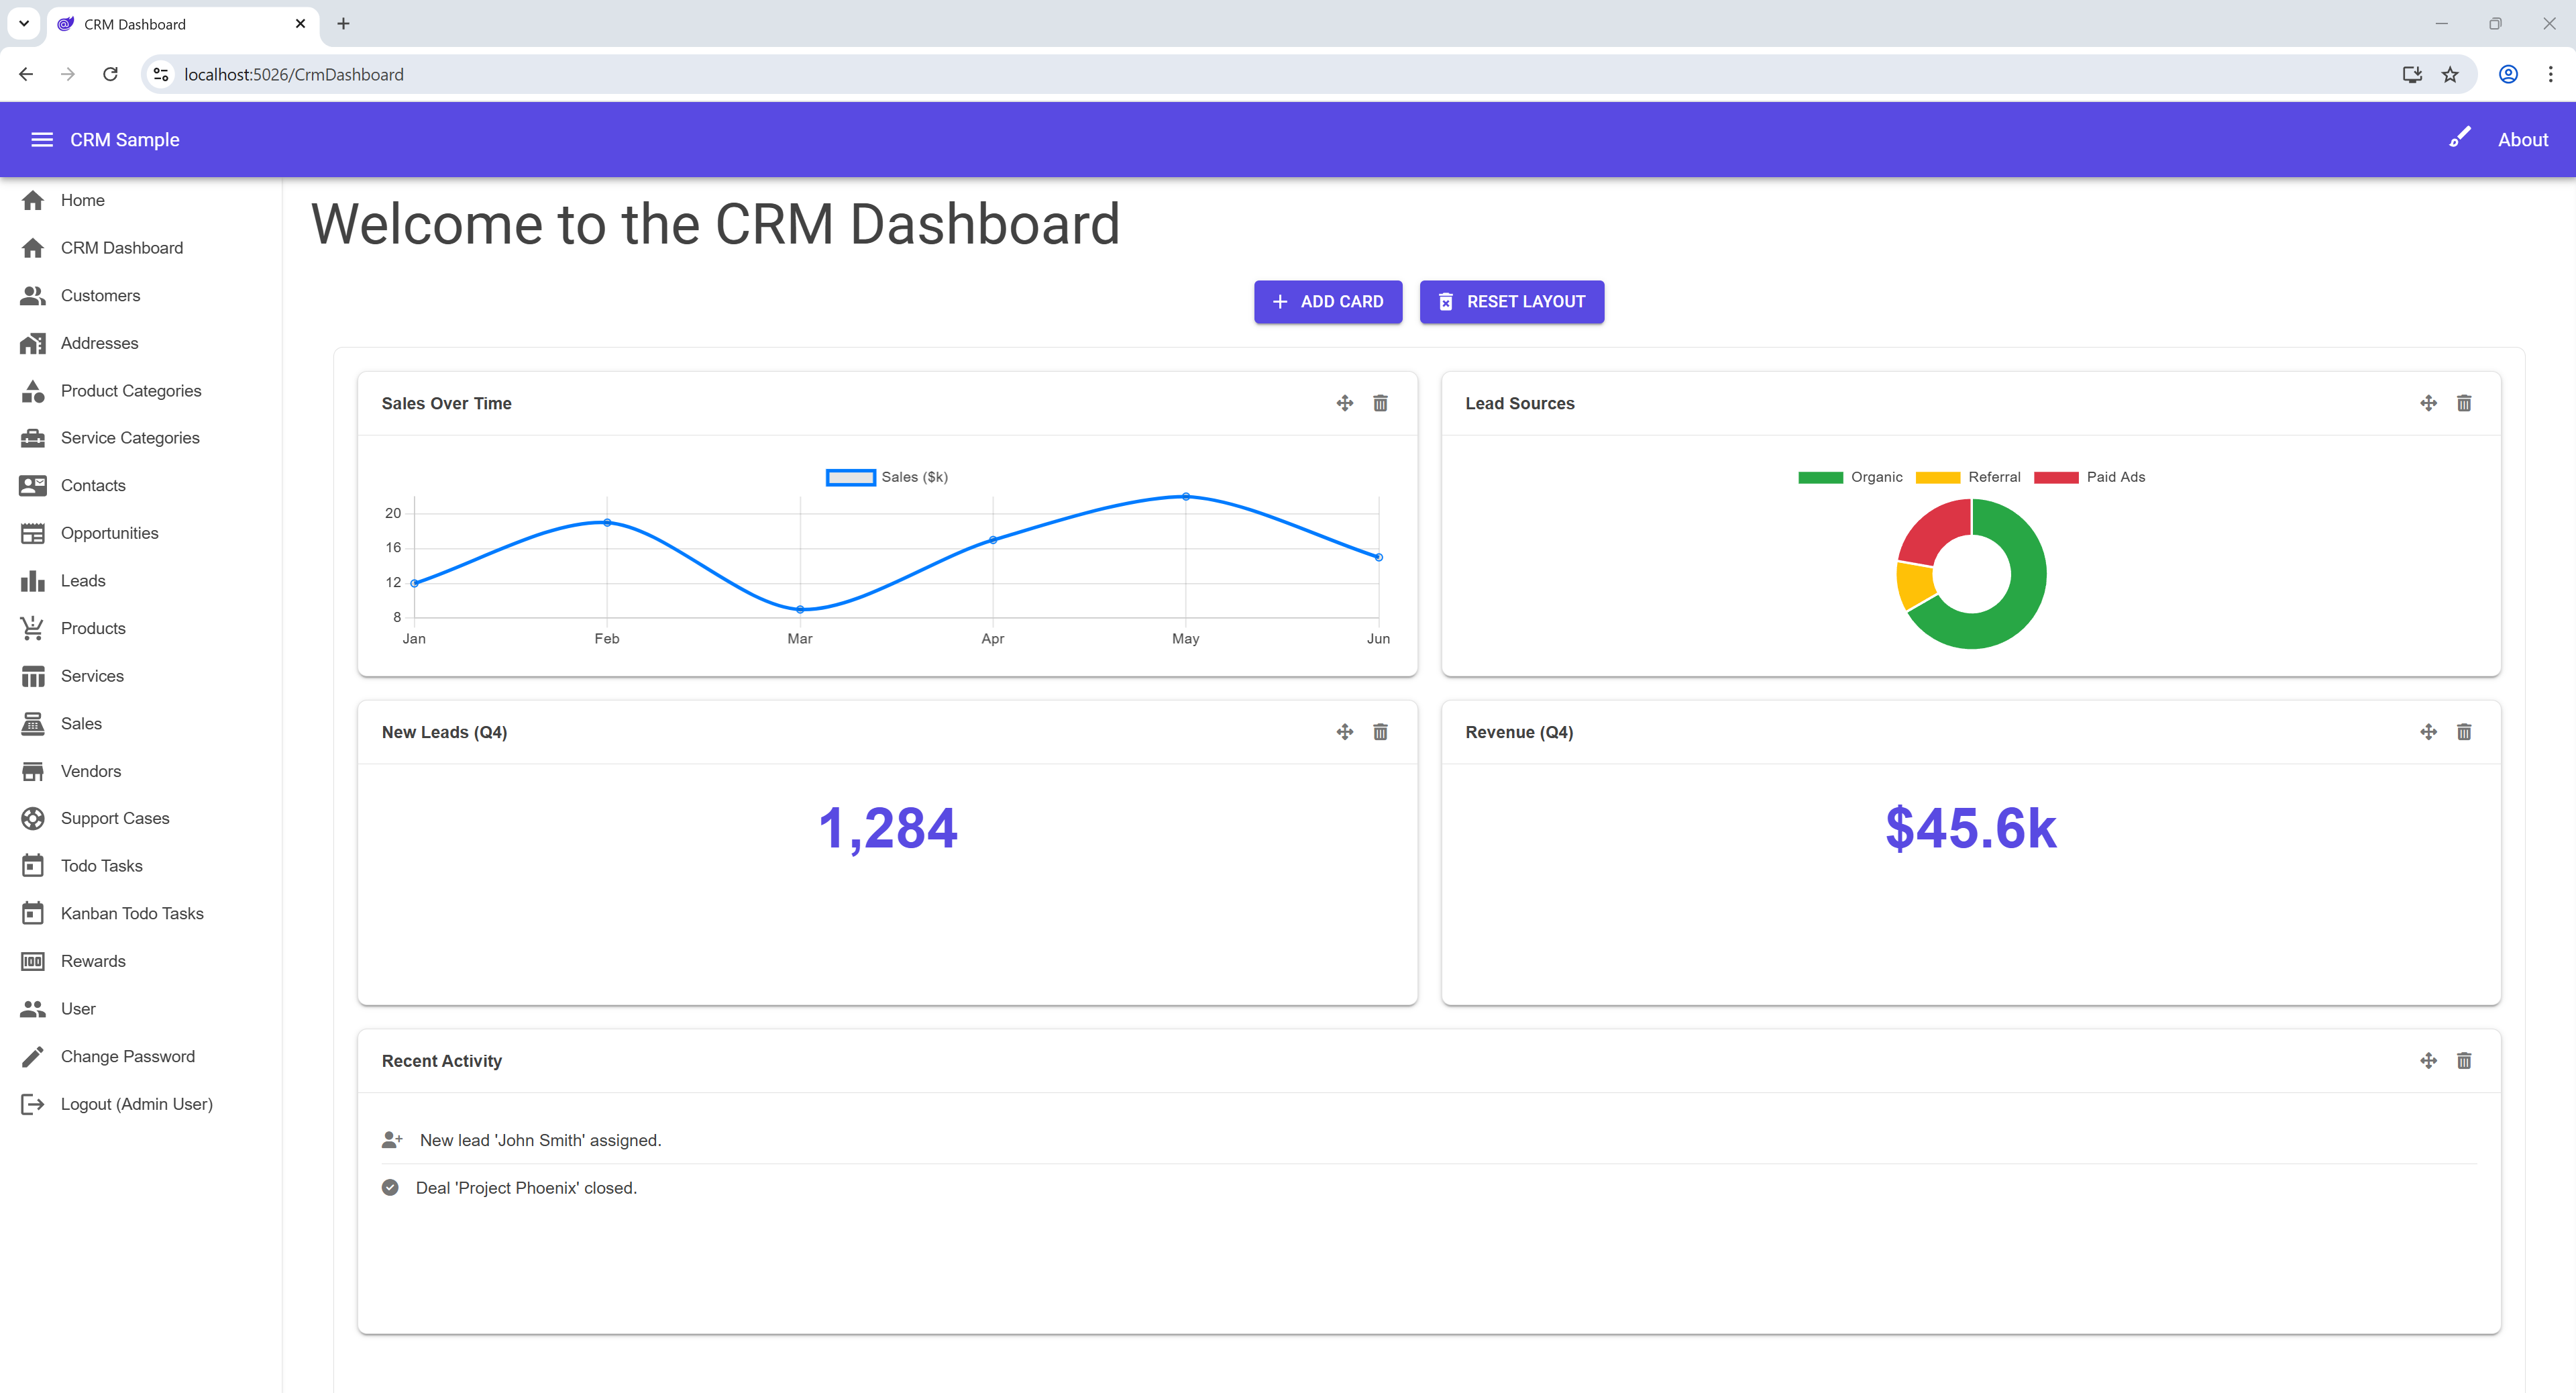 CRM Dashboard
localhost:5026/CrmDashboard
CRM Sample
About
Home
CRM Dashboard
Customers
Addresses
Product Categories
Service Categories
Contacts
Opportunities
Leads
Products
Services
Sales
Vendors
Support Cases
Todo Tasks
Kanban Todo Tasks
Rewards
User
Change Password
Logout (Admin User)
Welcome to the CRM Dashboard
ADD CARD
RESET LAYOUT
Sales Over Time
Sales ($k)
20
16
12
8
Jan Feb Mar Apr May Jun
Lead Sources
Organic Referral Paid Ads
New Leads (Q4)
1,284
Revenue (Q4)
$45.6k
Recent Activity
New lead 'John Smith' assigned.
Deal 'Project Phoenix' closed.